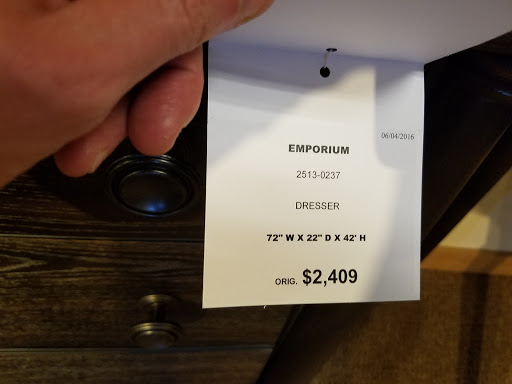 06/04/2016
EMPORIUM
2513-0237
DRESSER
72" W X 22" D X 42' H
ORIG. $2,409